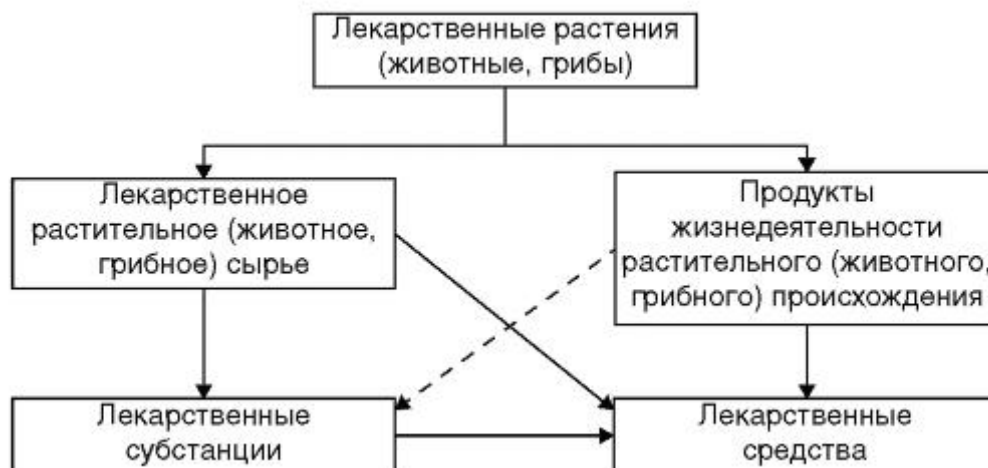 Лекарственные растения
(животные, грибы)
Лекарственное
растительное (животное,
грибное) сырье
Продукты
жизнедеятельности
растительного (животного,
грибного) происхождения
Лекарственные
субстанции
Лекарственные
средства